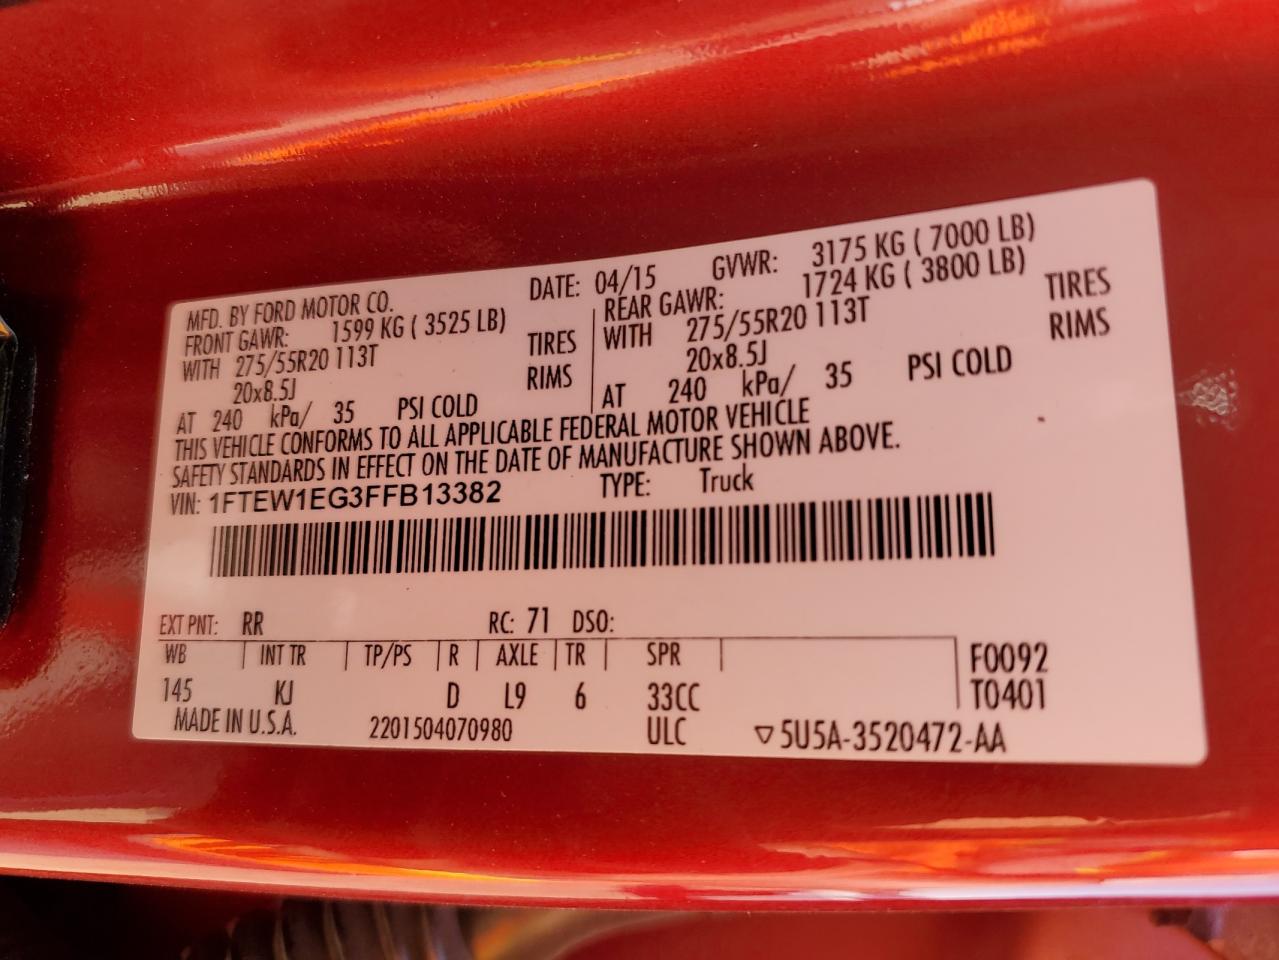 MFD. BY FORD MOTOR CO.
DATE: 04/15 GVWR: 3175 KG ( 7000 LB)
FRONT GAWR: 1599 KG ( 3525 LB)
WITH 275/55R20 113T TIRES
20x8.5J RIMS
AT 240 kPa/ 35 PSI COLD
REAR GAWR: 1724 KG ( 3800 LB)
WITH 275/55R20 113T TIRES
20x8.5J RIMS
AT 240 kPa/ 35 PSI COLD
THIS VEHICLE CONFORMS TO ALL APPLICABLE FEDERAL MOTOR VEHICLE
SAFETY STANDARDS IN EFFECT ON THE DATE OF MANUFACTURE SHOWN ABOVE.
VIN: 1FTEW1EG3FFB13382 TYPE: Truck
EXT PNT: RR RC: 71 DSO:
WB INT TR TP/PS R AXLE TR SPR F0092
145 KJ D L9 6 33CC T0401
MADE IN U.S.A. 2201504070980 ULC ▽5U5A-3520472-AA